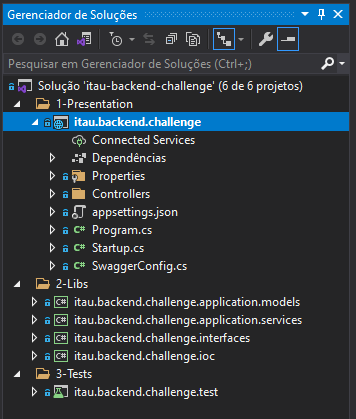 Gerenciador de Soluções
Pesquisar em Gerenciador de Soluções (Ctrl+;)
Solução 'itau-backend-challenge' (6 de 6 projetos)
1-Presentation
itau.backend.challenge
Connected Services
Dependências
Properties
Controllers
appsettings.json
C# Program.cs
C# Startup.cs
C# SwaggerConfig.cs
2-Libs
C# itau.backend.challenge.application.models
C# itau.backend.challenge.application.services
C# itau.backend.challenge.interfaces
C# itau.backend.challenge.ioc
3-Tests
itau.backend.challenge.test